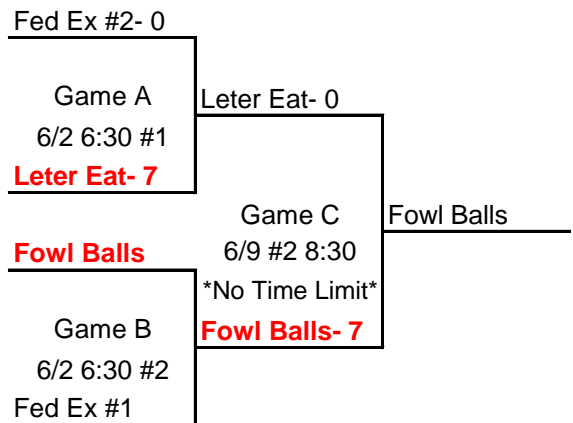 Fed Ex #2- 0
Game A
6/2 6:30 #1
Leter Eat- 7
Leter Eat- 0
Game C
6/9 #2 8:30
*No Time Limit*
Fowl Balls- 7
Fowl Balls
Fowl Balls
Game B
6/2 6:30 #2
Fed Ex #1